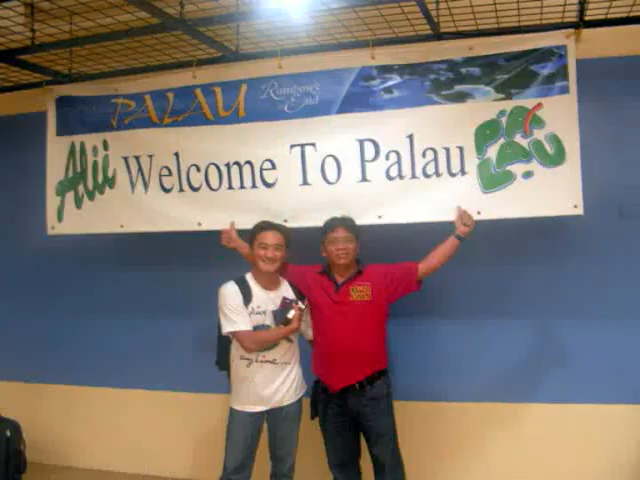 PALAU
Rainbow's End
Alii Welcome To Palau
PA
LAU